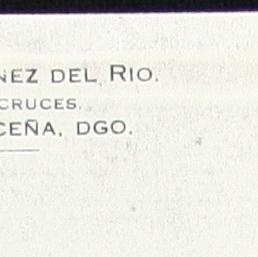 NEZ DEL RIO.
CRUCES.
CEÑA, DGO.